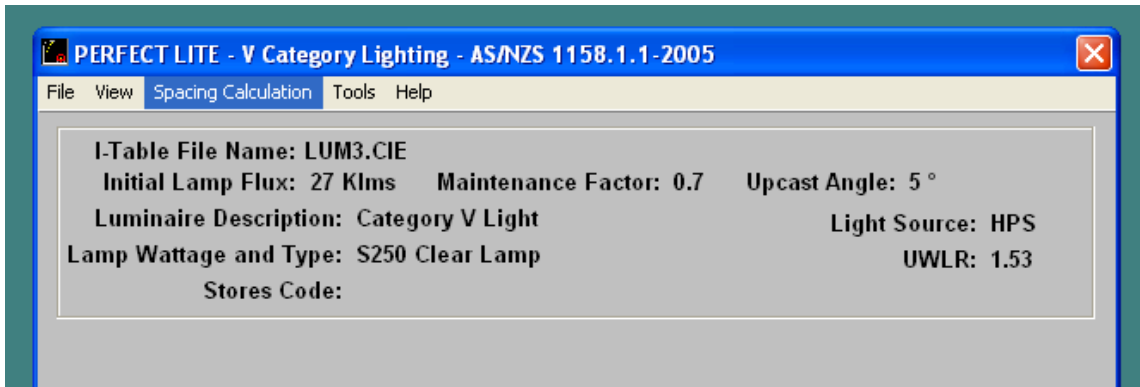 PERFECT LITE - V Category Lighting - AS/NZS 1158.1.1-2005
File View Spacing Calculation Tools Help
I-Table File Name: LUM3.CIE
Initial Lamp Flux: 27 Klms Maintenance Factor: 0.7 Upcast Angle: 5 °
Luminaire Description: Category V Light Light Source: HPS
Lamp Wattage and Type: S250 Clear Lamp UWLR: 1.53
Stores Code: